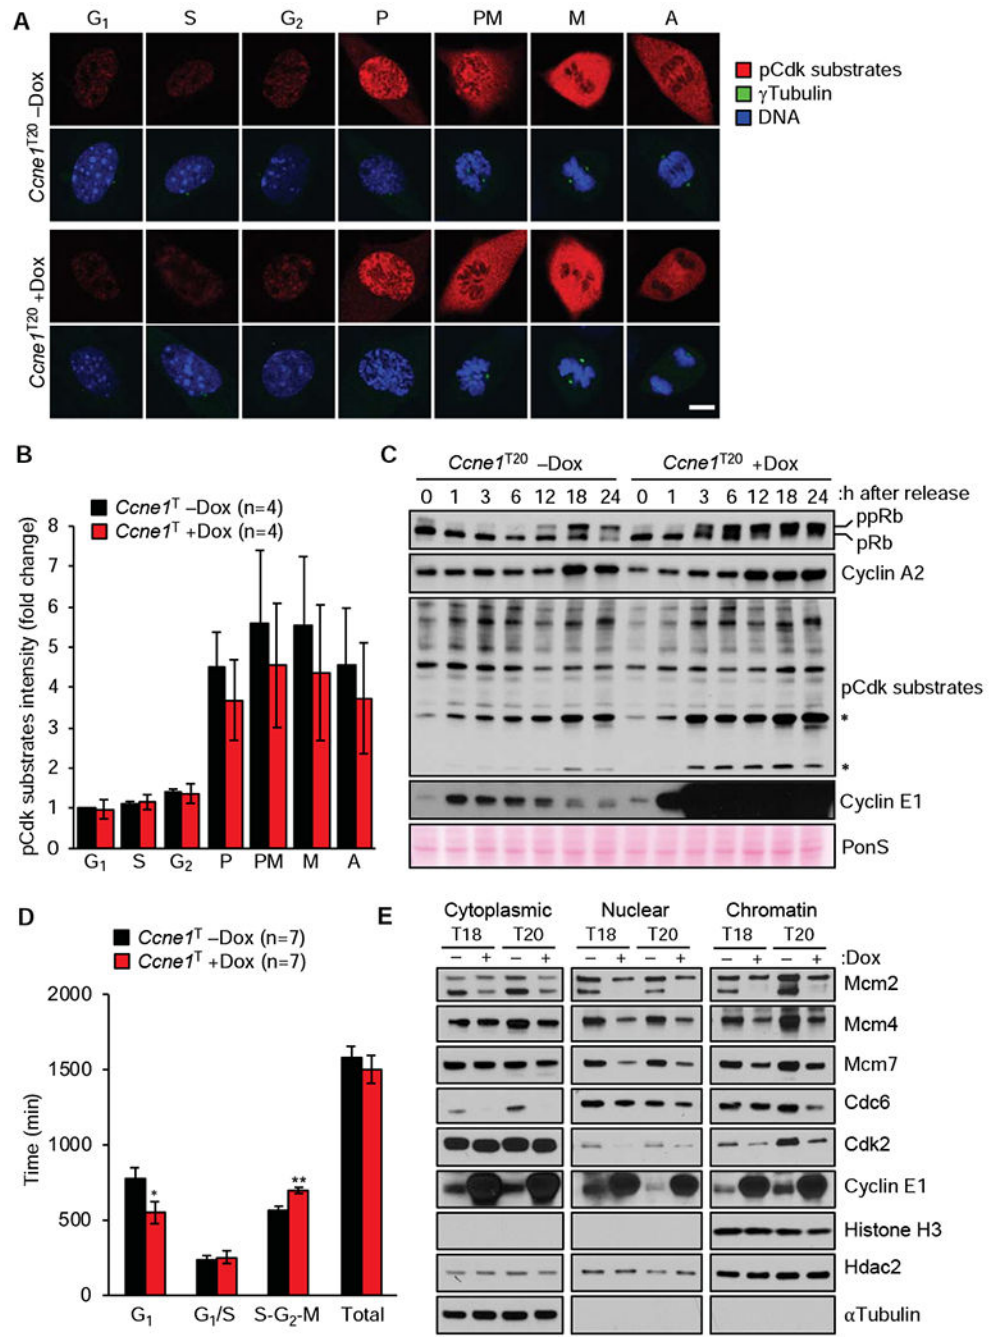 A
G1 S G2 P PM M A
Ccne1T20 –Dox
Ccne1T20 +Dox
pCdk substrates
γTubulin
DNA
B
Ccne1T –Dox (n=4)
Ccne1T +Dox (n=4)
pCdk substrates intensity (fold change)
8
7
6
5
4
3
2
1
0
G1 S G2 P PM M A
C
Ccne1T20 –Dox Ccne1T20 +Dox
0 1 3 6 12 18 24 0 1 3 6 12 18 24 :h after release
ppRb
pRb
Cyclin A2
pCdk substrates
*
*
Cyclin E1
PonS
D
Ccne1T –Dox (n=7)
Ccne1T +Dox (n=7)
Time (min)
2000
1500
1000
500
0
*
**
G1 G1/S S-G2-M Total
E
Cytoplasmic Nuclear Chromatin
T18 T20 T18 T20 T18 T20
– + – + – + – + – + – + :Dox
Mcm2
Mcm4
Mcm7
Cdc6
Cdk2
Cyclin E1
Histone H3
Hdac2
αTubulin